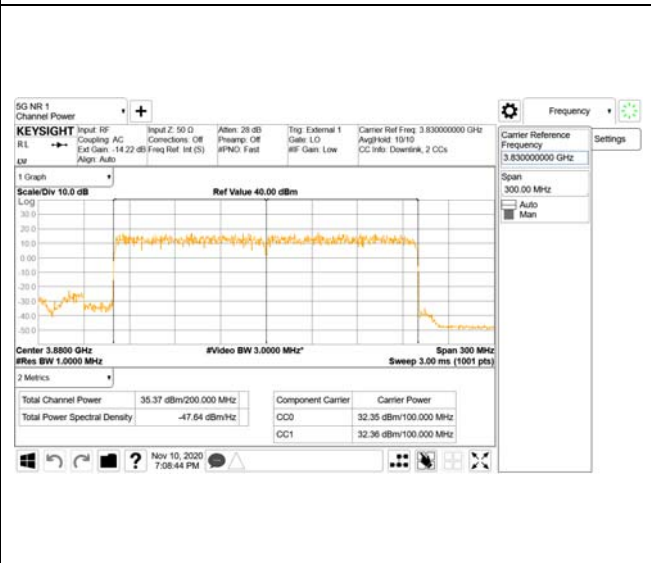 5G NR 1
Channel Power
Frequency
KEYSIGHT Input: RF Input Z: 50 Ω Atten: 28 dB Trig: External 1 Carrier Ref Freq: 3.830000000 GHz
RL Coupling: AC Corrections: Off Preamp: Off Gate: LO Avg|Hold: 10/10
Ext Gain: -14.22 dB Freq Ref: Int (S) #PNO: Fast #IF Gain: Low CC Info: Downlink, 2 CCs
Align: Auto
Carrier Reference
Frequency
3.830000000 GHz
Settings
Span
300.00 MHz
Auto
Man
1 Graph
Scale/Div 10.0 dB Ref Value 40.00 dBm
Log
30.0
20.0
10.0
0.00
-10.0
-20.0
-30.0
-40.0
-50.0
Center 3.8800 GHz #Video BW 3.0000 MHz* Span 300 MHz
#Res BW 1.0000 MHz Sweep 3.00 ms (1001 pts)
2 Metrics
Total Channel Power 35.37 dBm/200.000 MHz
Total Power Spectral Density -47.64 dBm/Hz
Component Carrier Carrier Power
CC0 32.35 dBm/100.000 MHz
CC1 32.36 dBm/100.000 MHz
?
Nov 10, 2020
7:08:44 PM